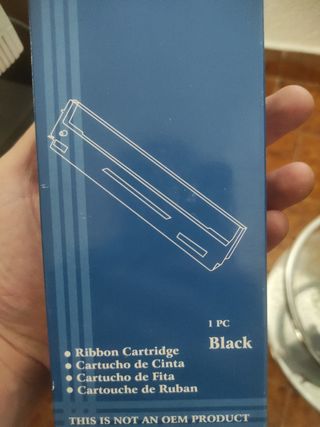 1 PC
Black
• Ribbon Cartridge
• Cartucho de Cinta
• Cartucho de Fita
• Cartouche de Ruban
THIS IS NOT AN OEM PRODUCT